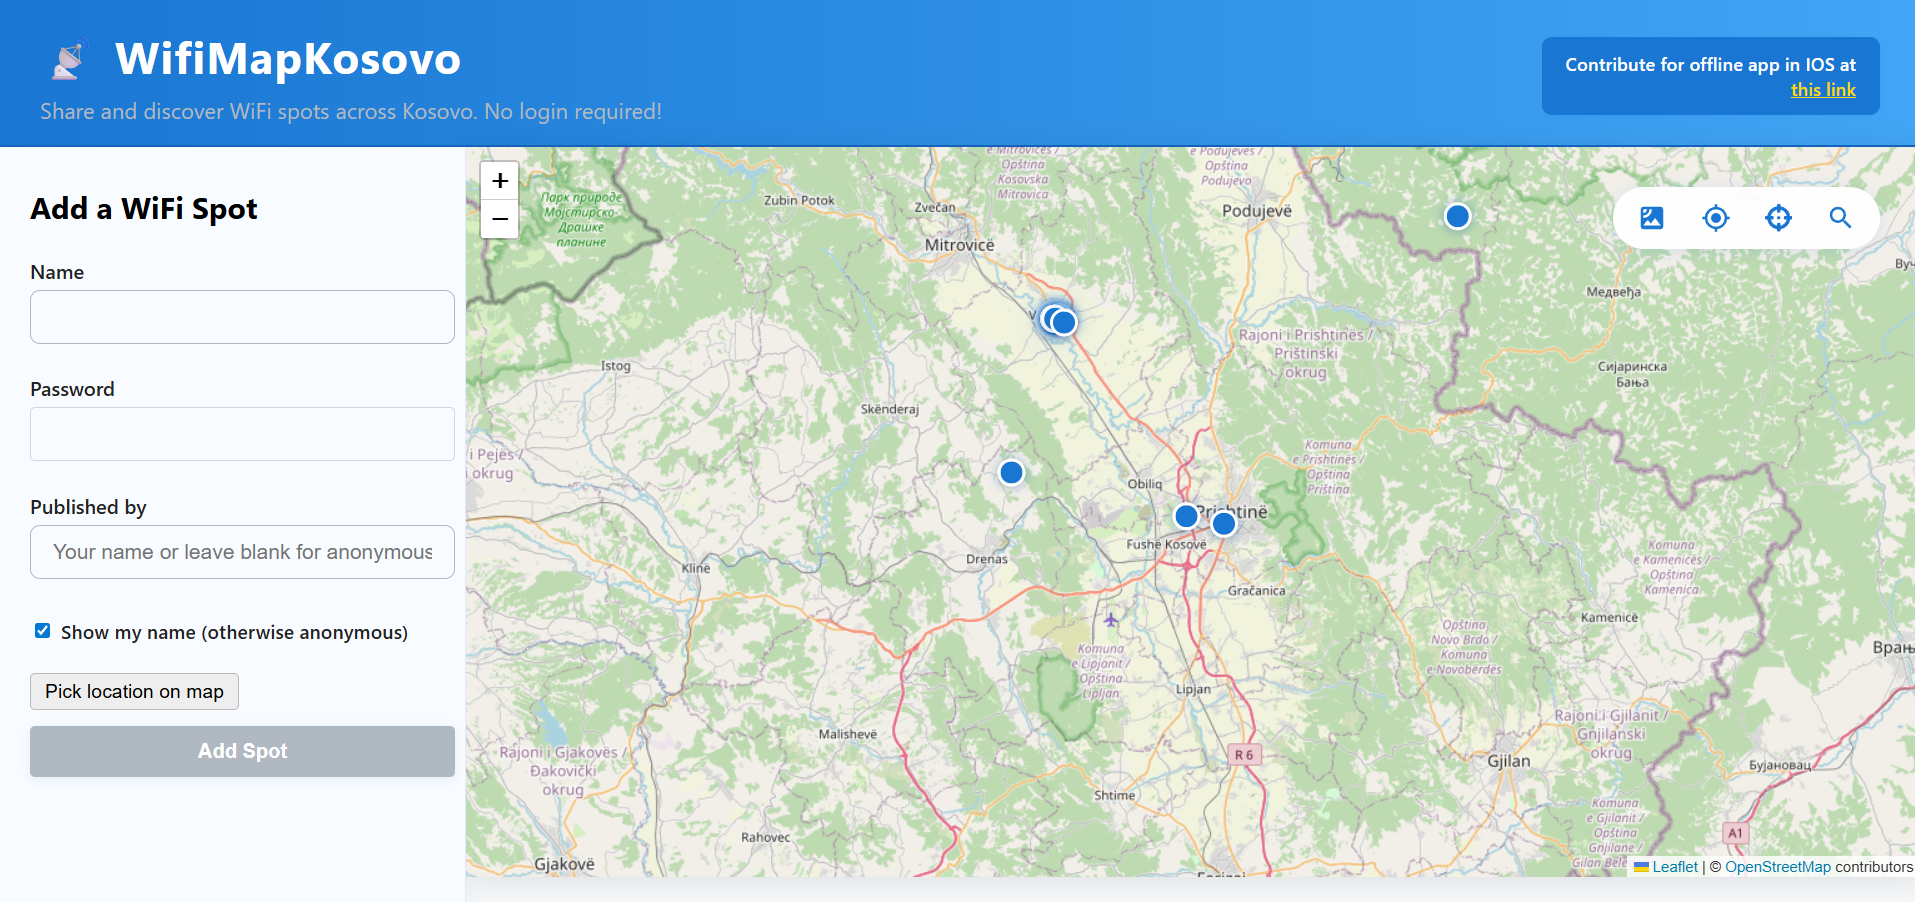 WifiMapKosovo
Share and discover WiFi spots across Kosovo. No login required!
Contribute for offline app in IOS at
this link
Add a WiFi Spot
Name
Password
Published by
Your name or leave blank for anonymous
Show my name (otherwise anonymous)
Pick location on map
Add Spot
+
−
Парк природе
Мојстирско-
Драшке
планине
Zubin Potok
Zvečan
Mitrovicë
e Mitrovicës /
Opština
Kosovska
Mitrovica
e Podujevës /
Opština
Podujevo
Podujevë
Медвеђа
Rajoni i Prishtinës /
Prištinski
okrug
Сијаринска
Бања
Istog
Skënderaj
i Pejës /
okrug
Komuna
e Prishtinës /
Opština
Priština
Obiliq
Prishtinë
Fushë Kosovë
Drenas
Klinë
Gračanica
Komuna
e Kamenicës /
Opština
Kamenica
Kamenicë
Opština
Novo Brdo /
Komuna
e Novobërdës
Komuna
e Lipjanit /
Opština
Lipljan
Lipjan
Malishevë
Rajoni i Gjakovës /
Đakovički
okrug
R 6
Rajoni i Gjilanit /
Gnjilanski
okrug
Gjilan
Бујановац
Shtime
Rahovec
Gjakovë
Komuna
e Gjilanit /
Opština
Gjilan
A1
Leaflet | © OpenStreetMap contributors